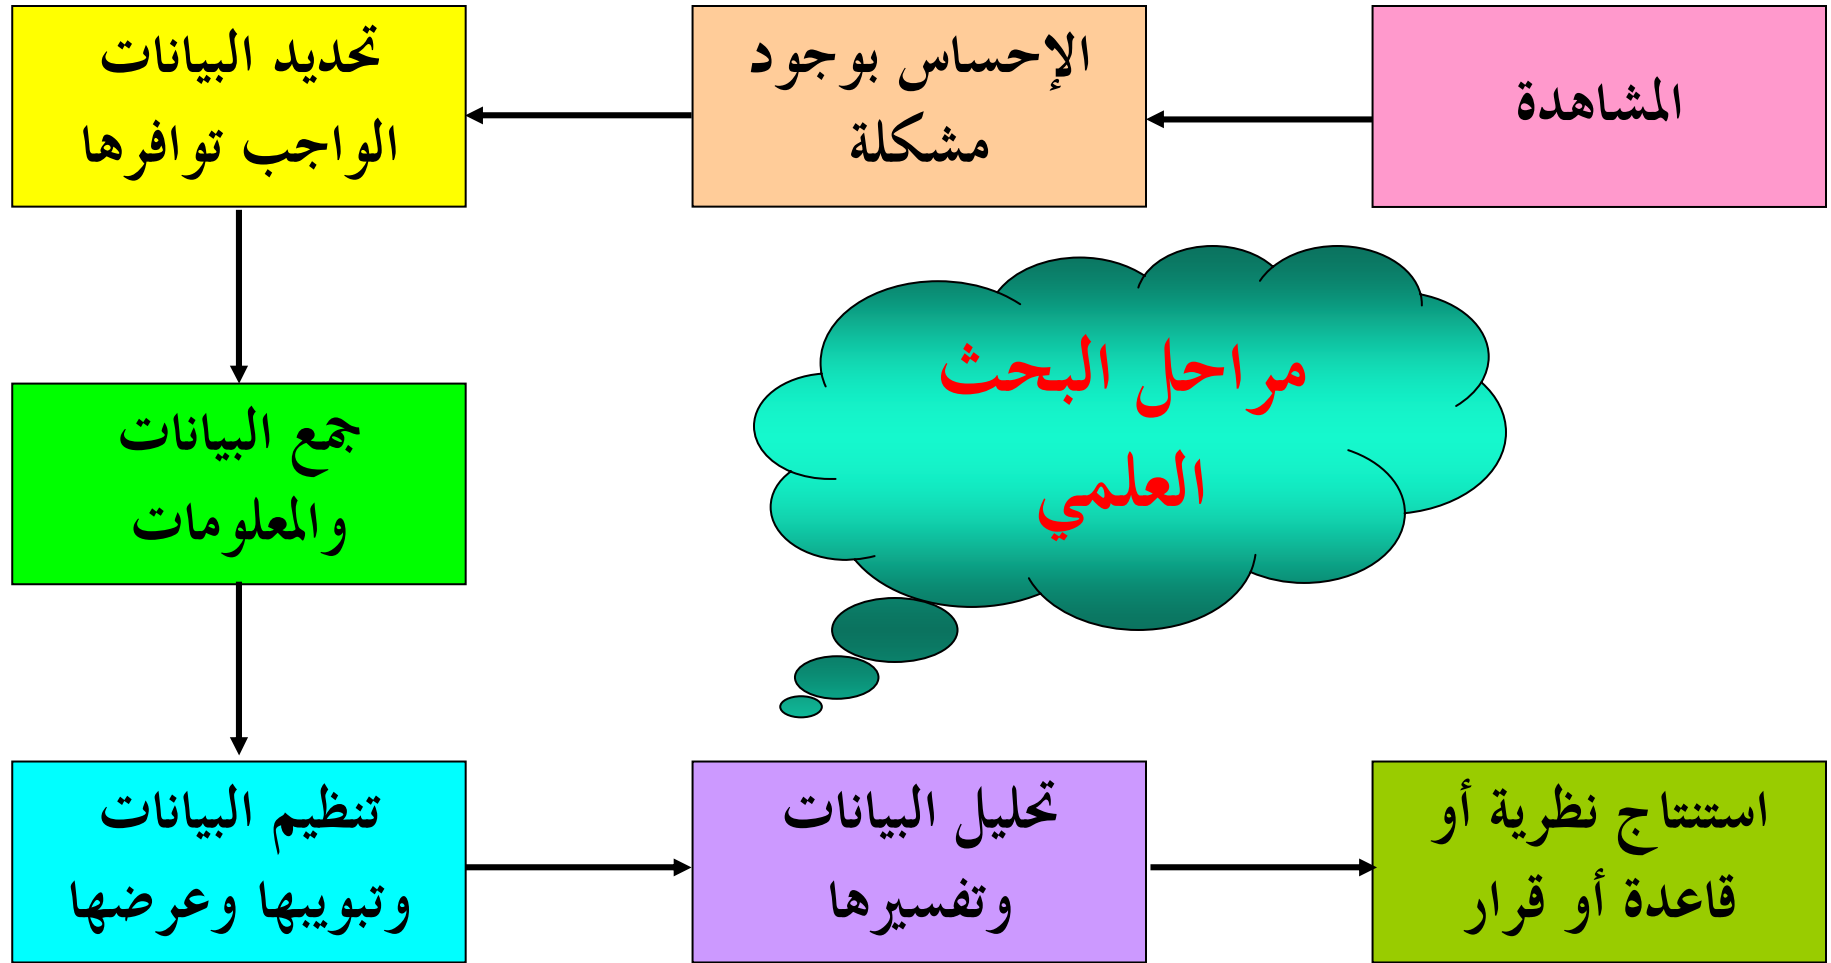 المشاهدة
الإحساس بوجود
مشكلة
تحديد البيانات
الواجب توافرها
مراحل البحث
العلمي
جمع البيانات
والمعلومات
تنظيم البيانات
وتبويبها وعرضها
تحليل البيانات
وتفسيرها
استنتاج نظرية أو
قاعدة أو قرار